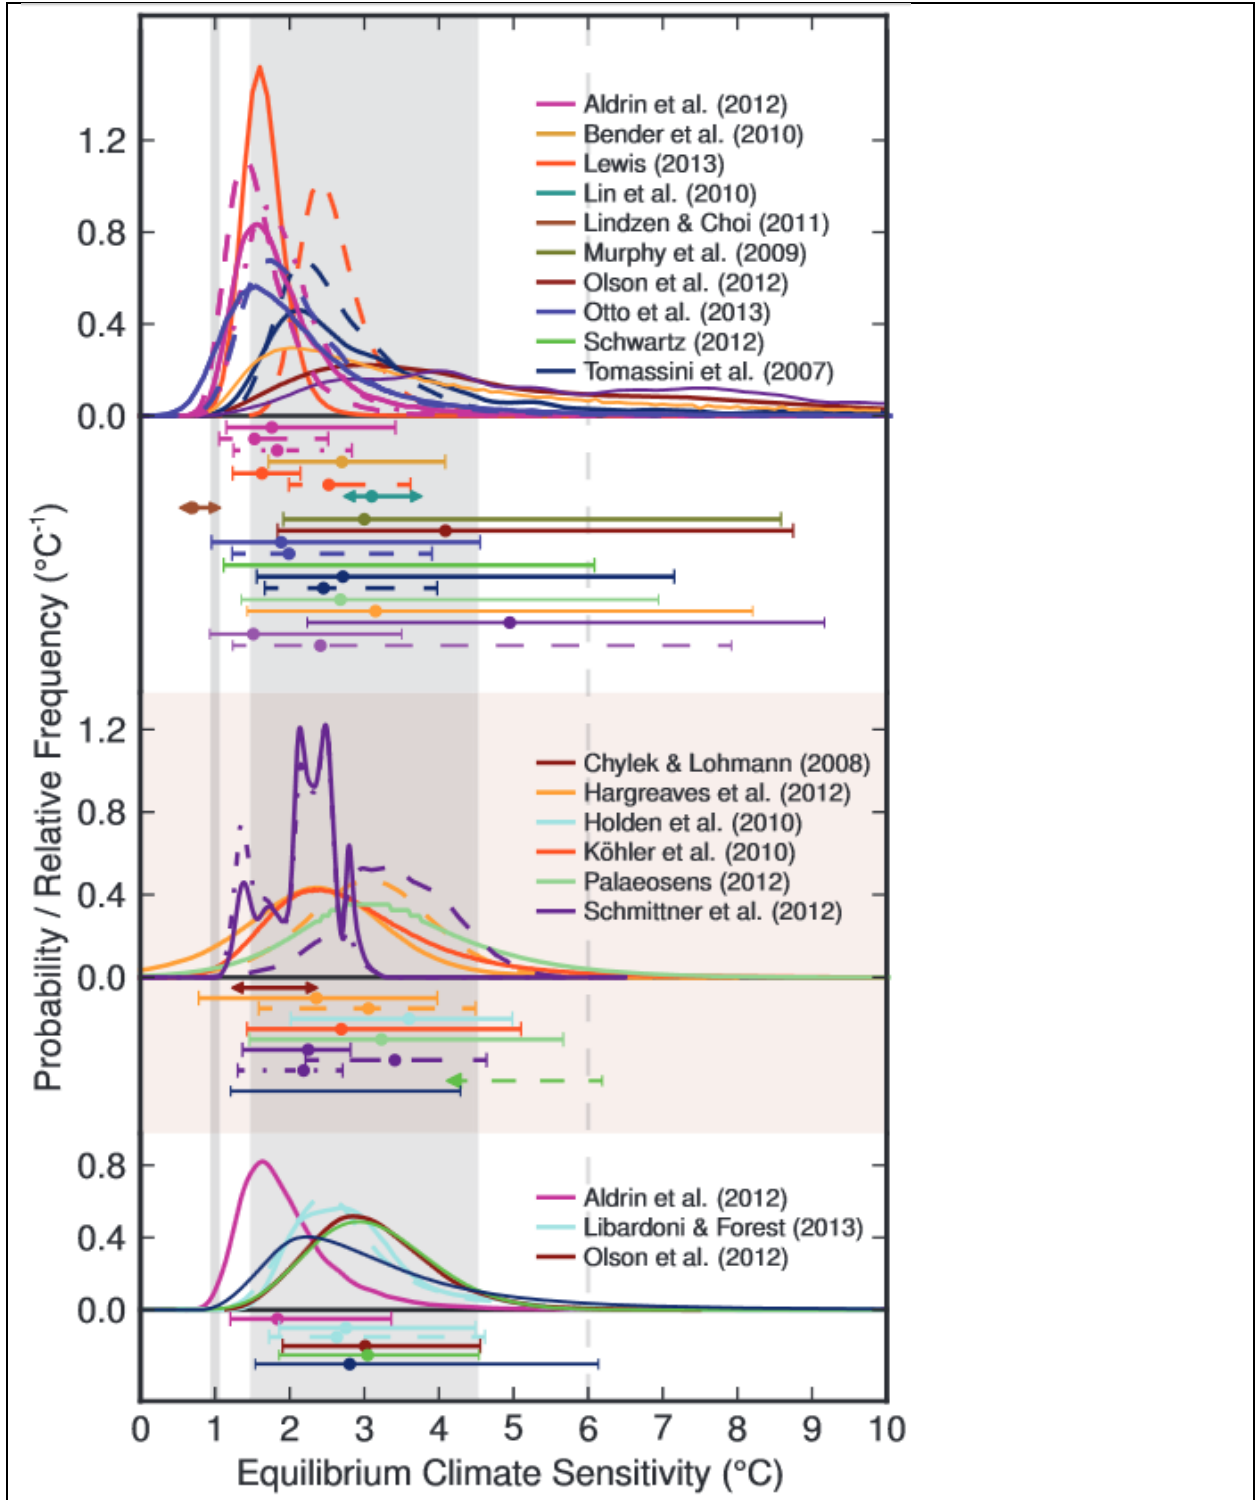 1.2
0.8
0.4
0.0
Aldrin et al. (2012)
Bender et al. (2010)
Lewis (2013)
Lin et al. (2010)
Lindzen & Choi (2011)
Murphy et al. (2009)
Olson et al. (2012)
Otto et al. (2013)
Schwartz (2012)
Tomassini et al. (2007)
Probability / Relative Frequency (°C⁻¹)
1.2
0.8
0.4
0.0
Chylek & Lohmann (2008)
Hargreaves et al. (2012)
Holden et al. (2010)
Köhler et al. (2010)
Palaeosens (2012)
Schmittner et al. (2012)
0.8
0.4
0.0
Aldrin et al. (2012)
Libardoni & Forest (2013)
Olson et al. (2012)
0 1 2 3 4 5 6 7 8 9 10
Equilibrium Climate Sensitivity (°C)